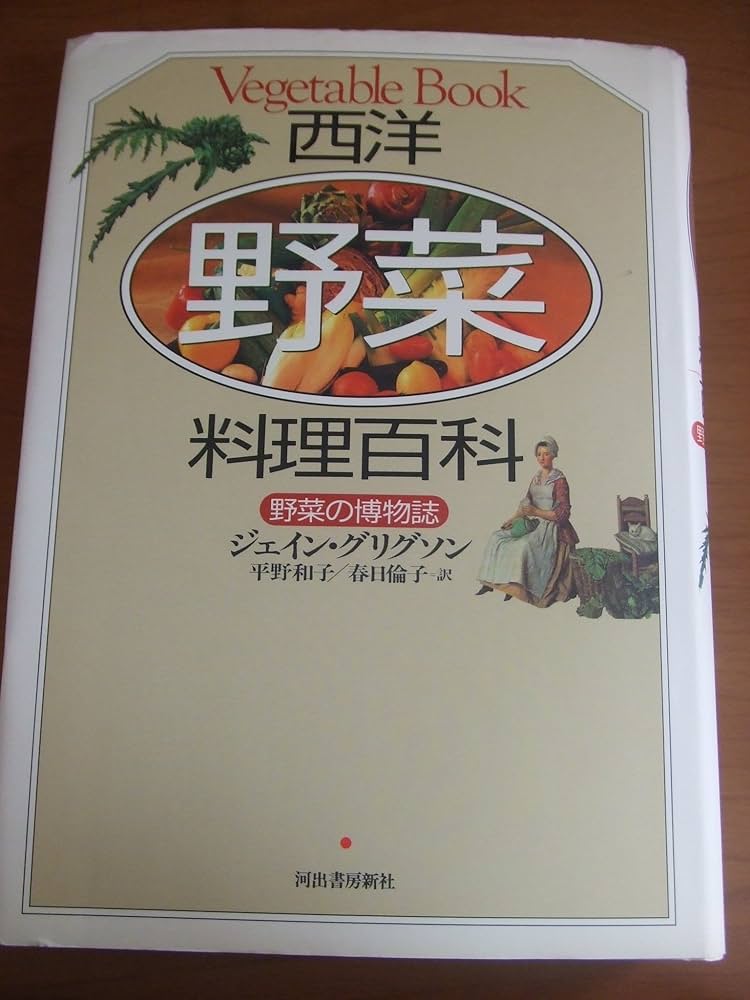 Vegetable Book
西洋
野菜
料理百科
野菜の博物誌
ジェイン・グリグソン
平野和子/春日倫子=訳
河出書房新社